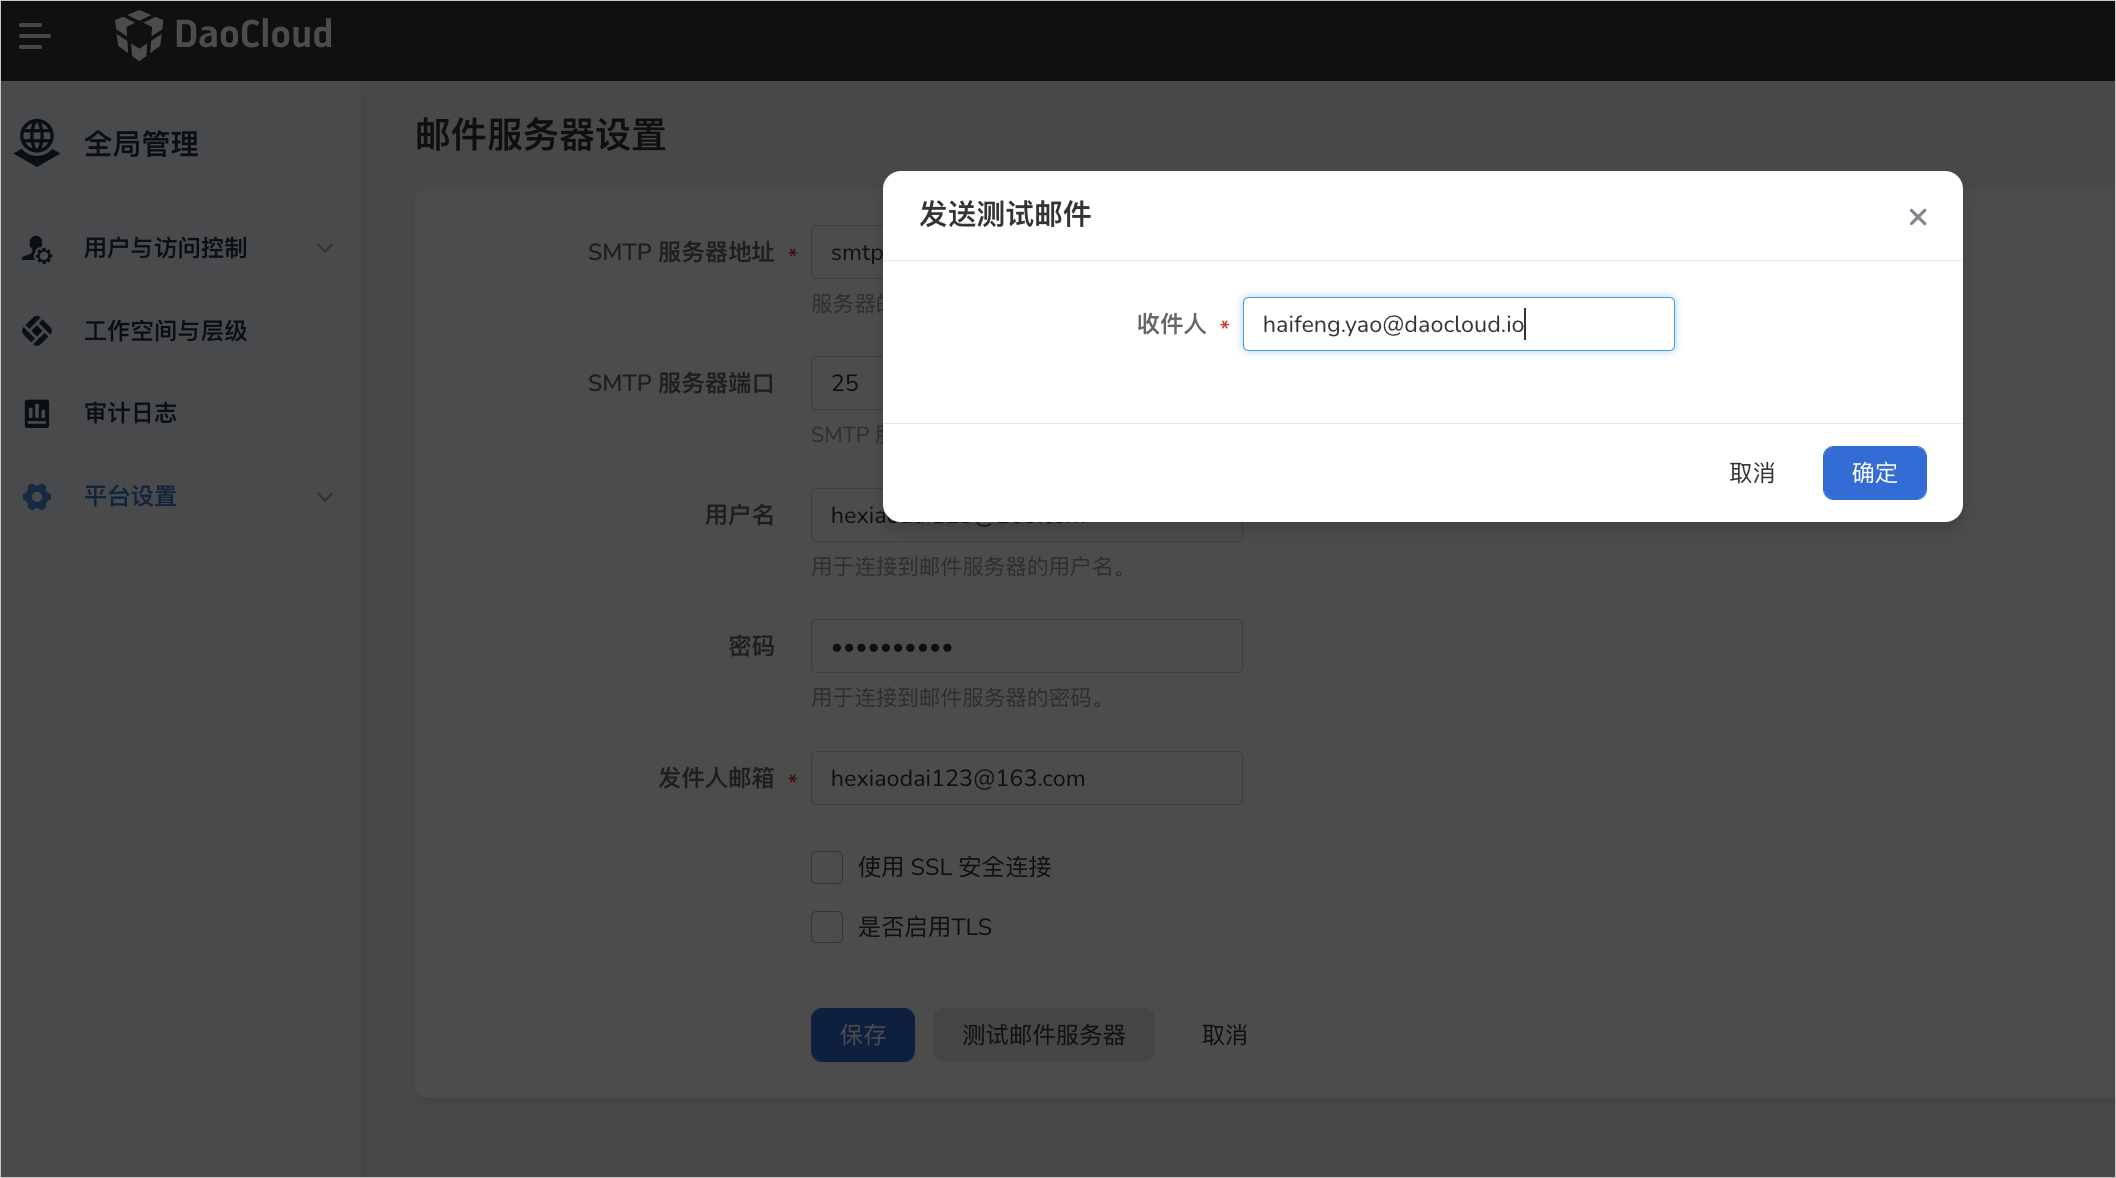 DaoCloud
全局管理
用户与访问控制
工作空间与层级
审计日志
平台设置
邮件服务器设置
SMTP 服务器地址 *
smtp
服务器
SMTP 服务器端口
25
SMTP
用户名
用于连接到邮件服务器的用户名。
密码
用于连接到邮件服务器的密码。
发件人邮箱 *
hexiaodai123@163.com
使用 SSL 安全连接
是否启用TLS
保存
测试邮件服务器
取消
发送测试邮件
收件人 *
haifeng.yao@daocloud.io
取消
确定